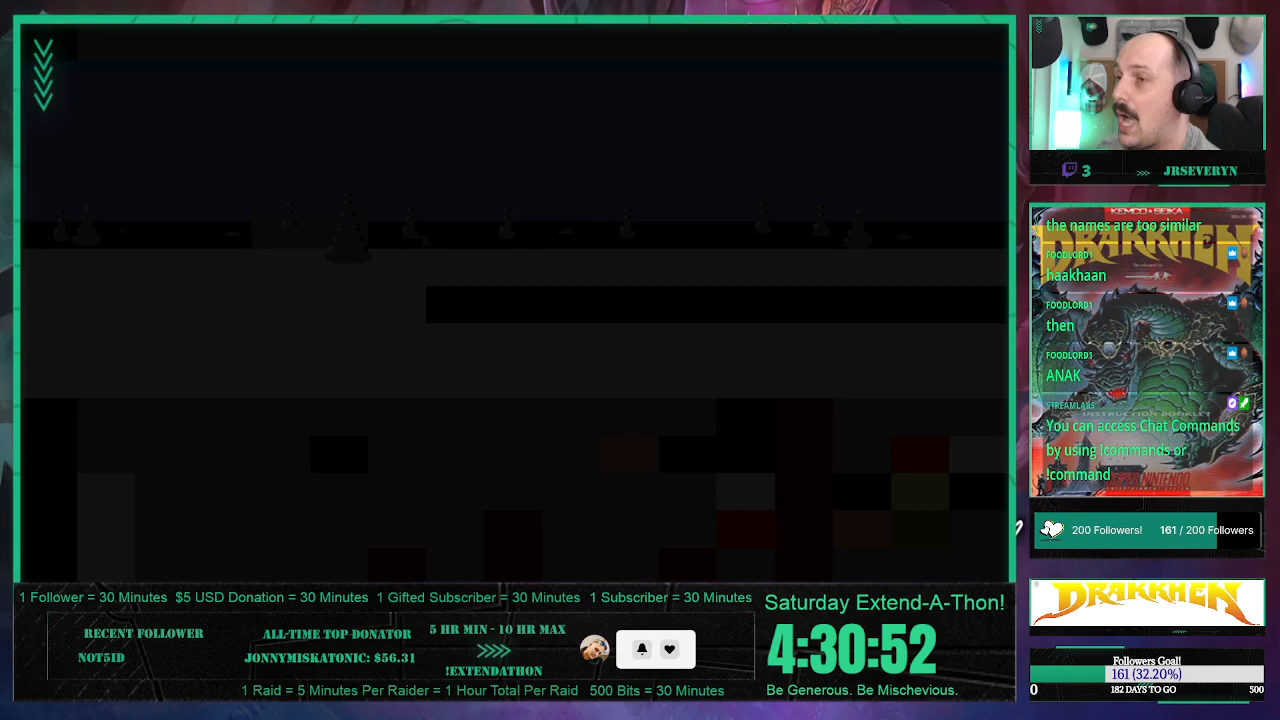 3
JRSEVERYN
KEMCO★SEIKA
the names are too similar
DRAKKHEN
FOODLORD1
haakhaan
FOODLORD1
then
FOODLORD1
ANAK
STREAMLABS
INSTRUCTION BOOKLET
You can access Chat Commands
by using !commands or
!command
200 Followers! 161 / 200 Followers
DRAKKHEN
Followers Goal!
161 (32.20%)
0 182 DAYS TO GO 500
1 Follower = 30 Minutes $5 USD Donation = 30 Minutes 1 Gifted Subscriber = 30 Minutes 1 Subscriber = 30 Minutes
RECENT FOLLOWER
NOT5ID
ALL-TIME TOP DONATOR
JONNYMISKATONIC: $56.31
5 HR MIN - 10 HR MAX
!EXTENDATHON
1 Raid = 5 Minutes Per Raider = 1 Hour Total Per Raid 500 Bits = 30 Minutes
Saturday Extend-A-Thon!
4:30:52
Be Generous. Be Mischevious.